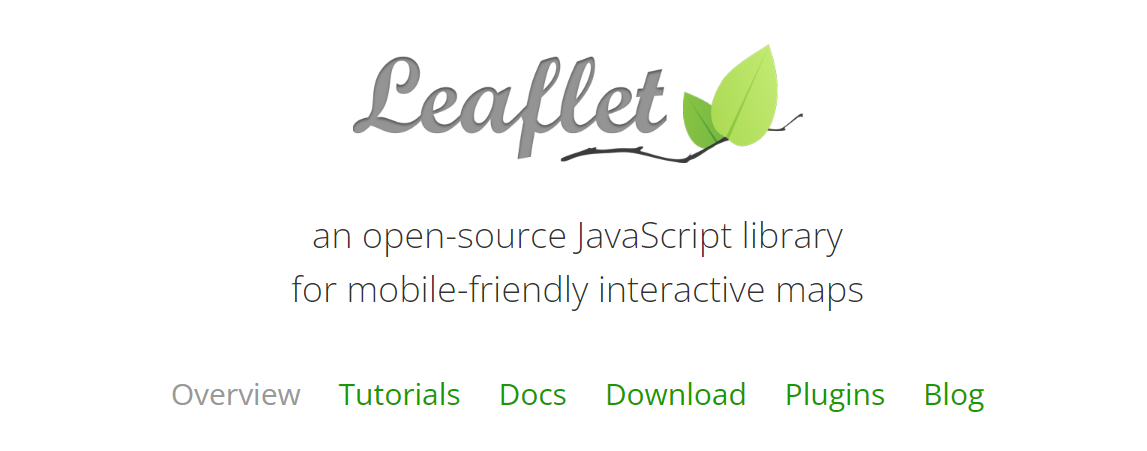 Leaflet
an open-source JavaScript library
for mobile-friendly interactive maps
Overview Tutorials Docs Download Plugins Blog